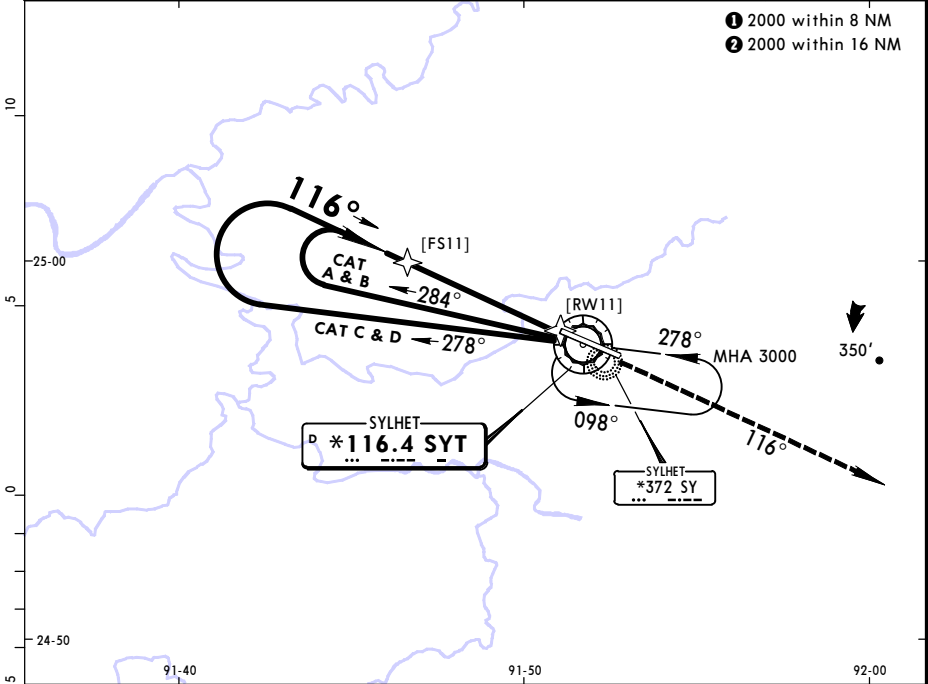 ❶ 2000 within 8 NM
❷ 2000 within 16 NM
10
116°
[FS11]
25-00
CAT
A & B
284°
5
[RW11]
CAT C & D
278°
278°
MHA 3000
350'
SYLHET
D *116.4 SYT
098°
116°
SYLHET
*372 SY
0
24-50
5
91-40
91-50
92-00